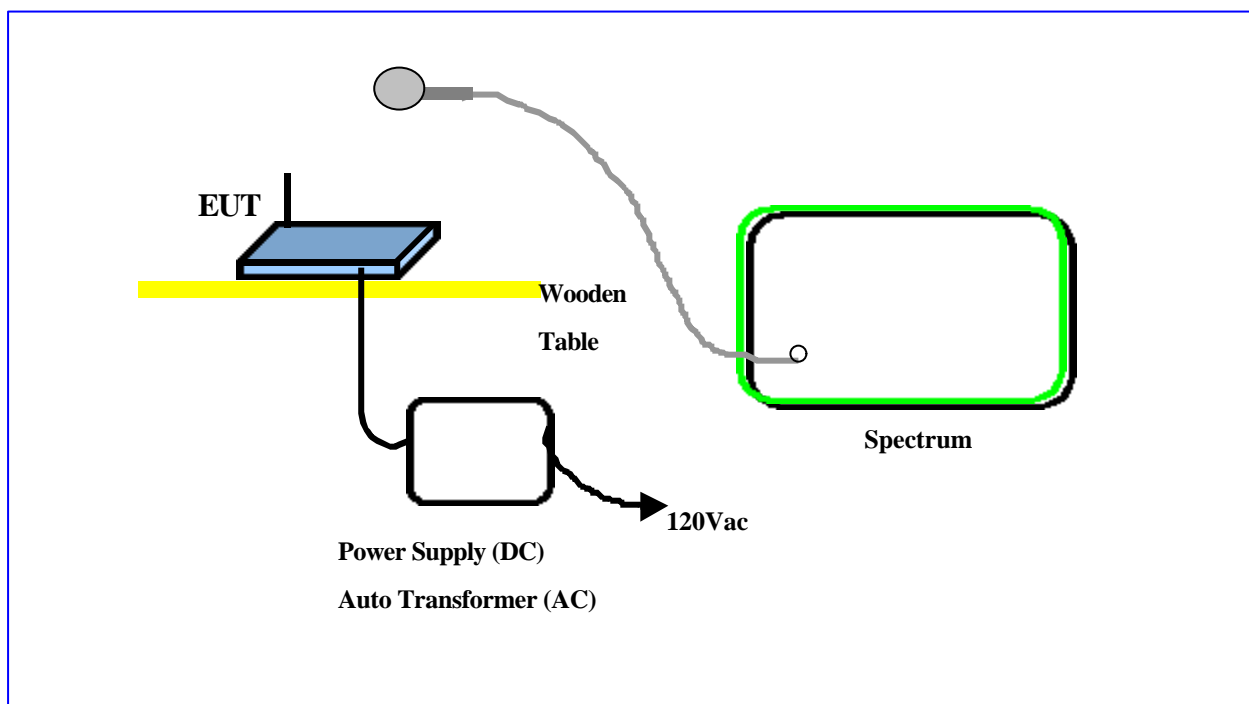 EUT
Wooden
Table
Spectrum
120Vac
Power Supply (DC)
Auto Transformer (AC)